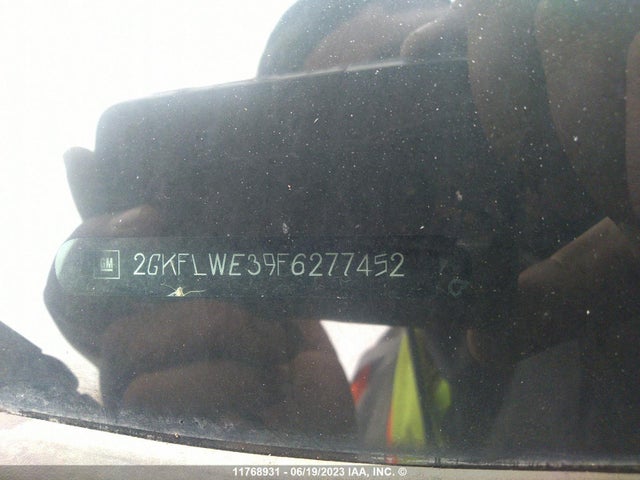 GM 2GKFLWE39F6277452
11768931 - 06/19/2023 IAA, INC. ©